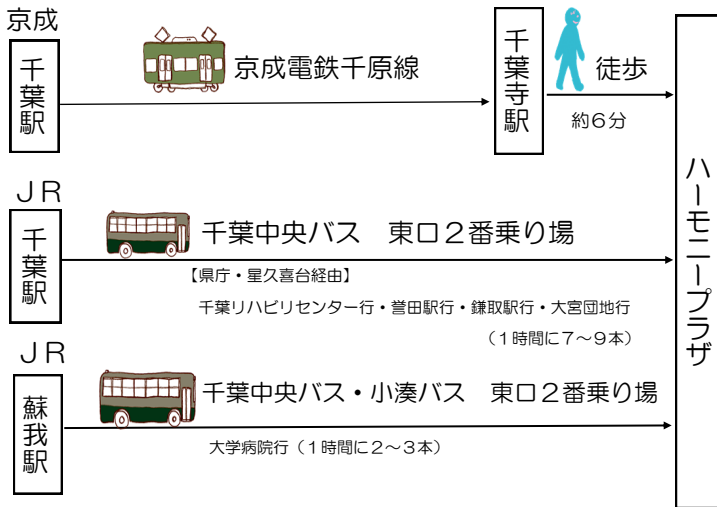 京成
千葉駅
京成電鉄千原線
千葉寺駅
徒歩
約６分
ＪＲ
千葉駅
千葉中央バス　東口２番乗り場
【県庁・星久喜台経由】
千葉リハビリセンター行・誉田駅行・鎌取駅行・大宮団地行
（１時間に７～９本）
ＪＲ
蘇我駅
千葉中央バス・小湊バス　東口２番乗り場
大学病院行（１時間に２～３本）
ハーモニープラザ